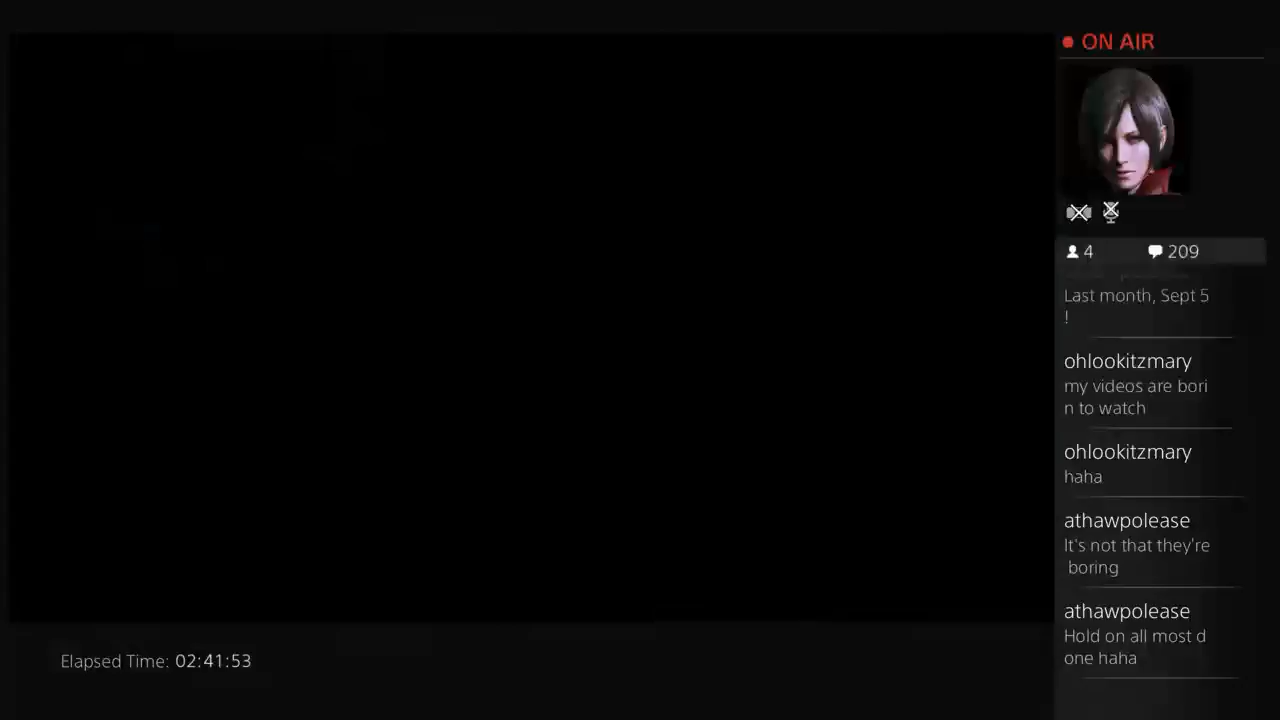 ON AIR
4 209
Last month, Sept 5
!
ohlookitzmary
my videos are bori
n to watch
ohlookitzmary
haha
athawpolease
It's not that they're
boring
athawpolease
Hold on all most d
one haha
Elapsed Time: 02:41:53